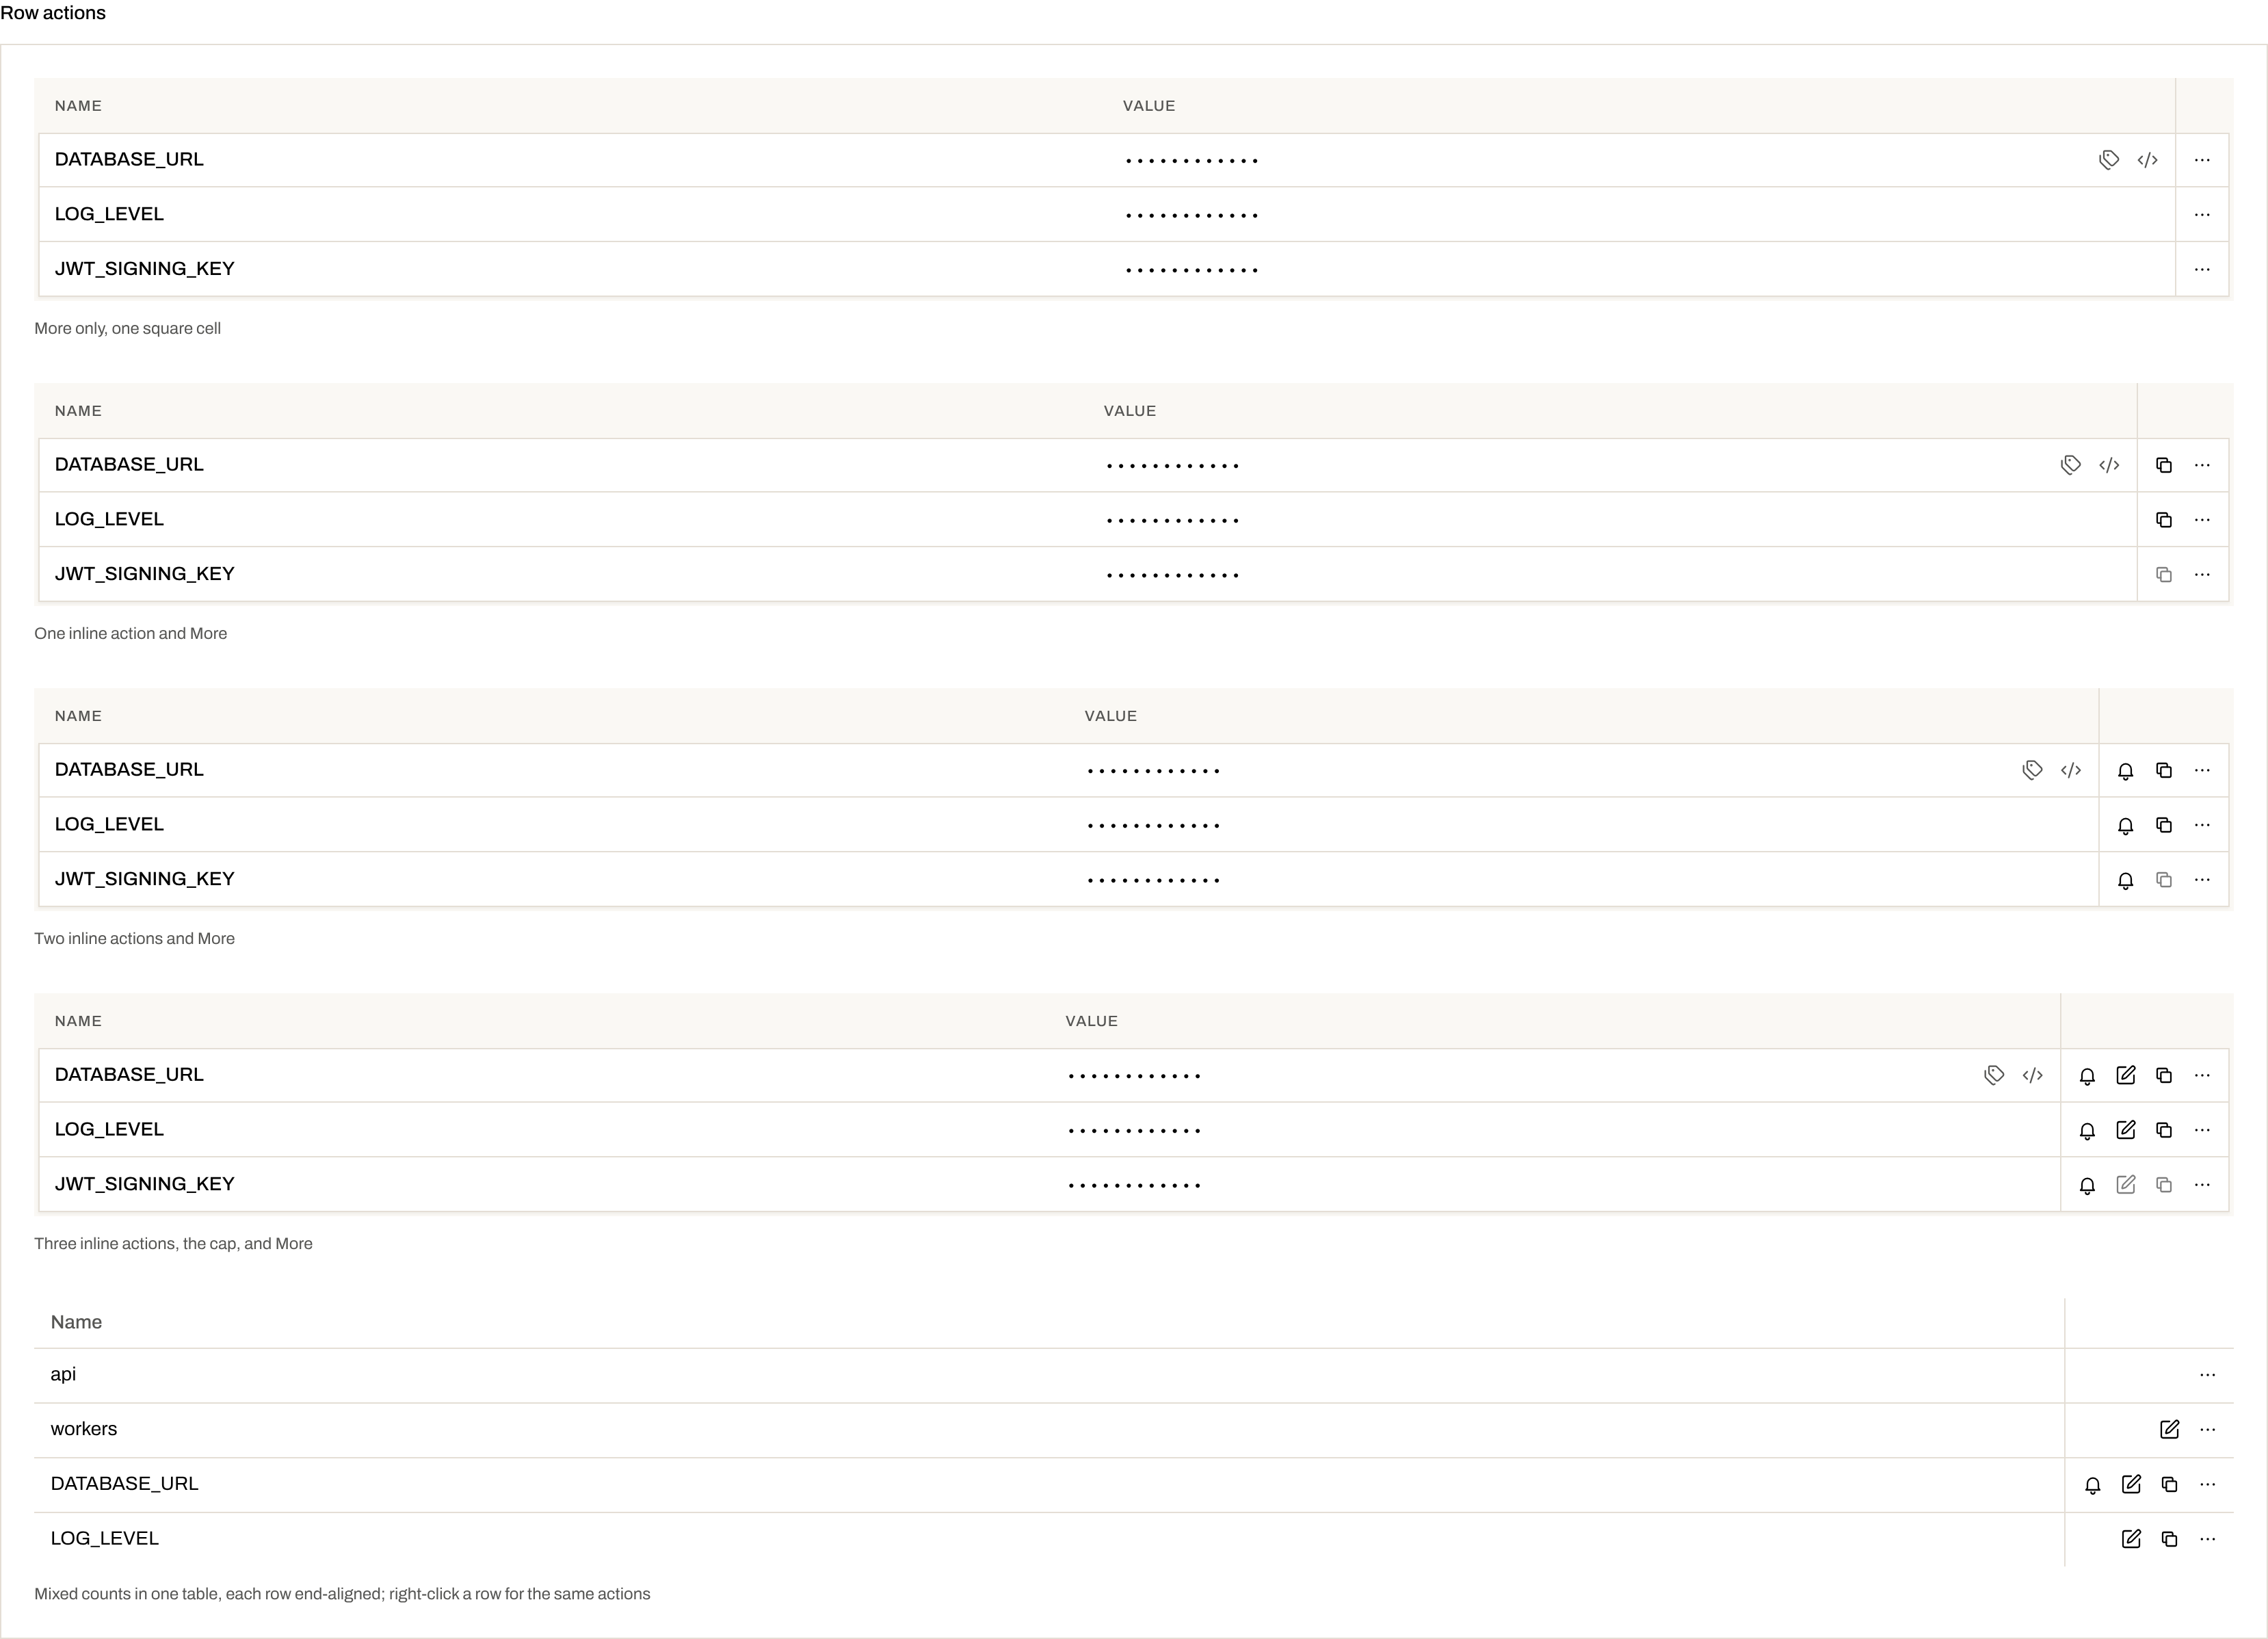 Row actions
NAME VALUE
DATABASE_URL ••••••••••••
LOG_LEVEL ••••••••••••
JWT_SIGNING_KEY ••••••••••••
More only, one square cell
NAME VALUE
DATABASE_URL ••••••••••••
LOG_LEVEL ••••••••••••
JWT_SIGNING_KEY ••••••••••••
One inline action and More
NAME VALUE
DATABASE_URL ••••••••••••
LOG_LEVEL ••••••••••••
JWT_SIGNING_KEY ••••••••••••
Two inline actions and More
NAME VALUE
DATABASE_URL ••••••••••••
LOG_LEVEL ••••••••••••
JWT_SIGNING_KEY ••••••••••••
Three inline actions, the cap, and More
Name
api
workers
DATABASE_URL
LOG_LEVEL
Mixed counts in one table, each row end-aligned; right-click a row for the same actions